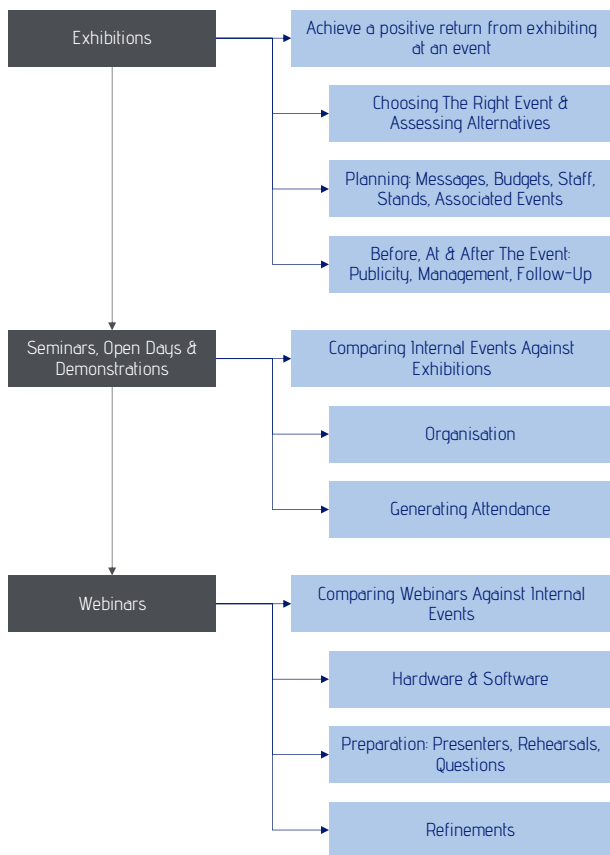 Exhibitions
Achieve a positive return from exhibiting
at an event
Choosing The Right Event &
Assessing Alternatives
Planning: Messages, Budgets, Staff,
Stands, Associated Events
Before, At & After The Event:
Publicity, Management, Follow-Up
Seminars, Open Days &
Demonstrations
Comparing Internal Events Against
Exhibitions
Organisation
Generating Attendance
Webinars
Comparing Webinars Against Internal
Events
Hardware & Software
Preparation: Presenters, Rehearsals,
Questions
Refinements